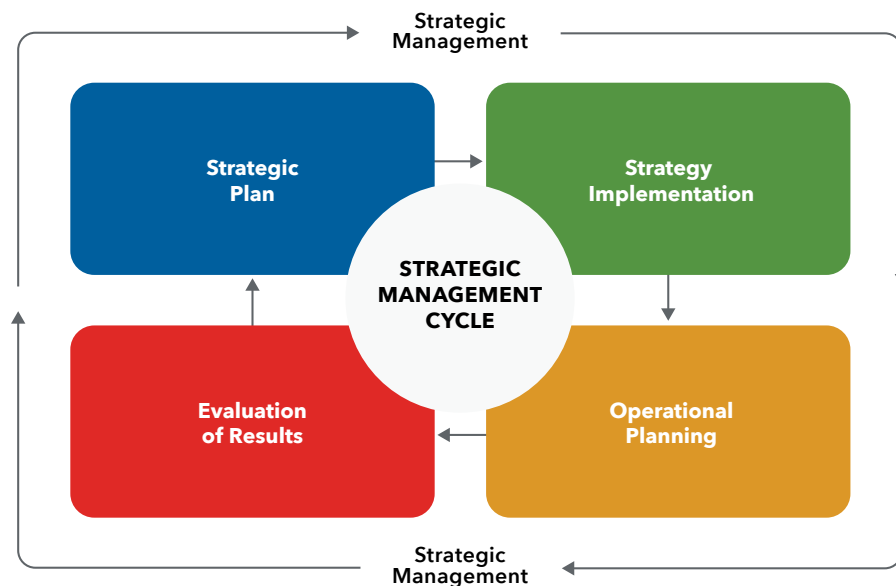 Strategic
Management
Strategic
Plan
Strategy
Implementation
STRATEGIC
MANAGEMENT
CYCLE
Evaluation
of Results
Operational
Planning
Strategic
Management